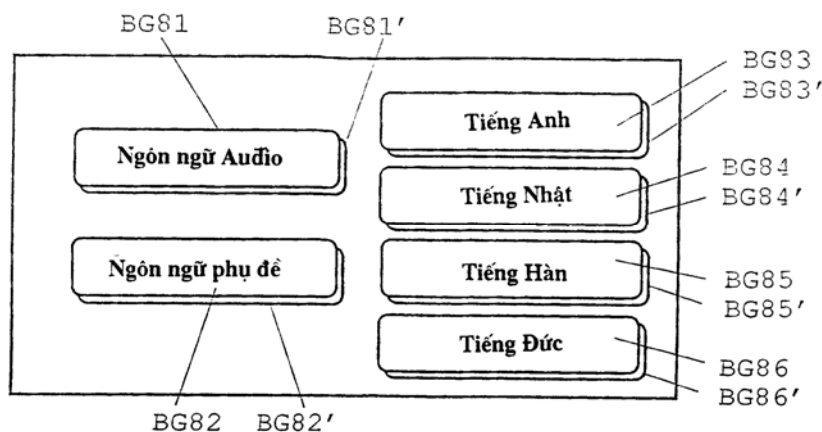 BG81
BG81'
BG83
BG83'
Tiếng Anh
Ngôn ngữ Audio
Tiếng Nhật
BG84
BG84'
Ngôn ngữ phụ đề
Tiếng Hàn
BG85
BG85'
Tiếng Đức
BG86
BG86'
BG82
BG82'